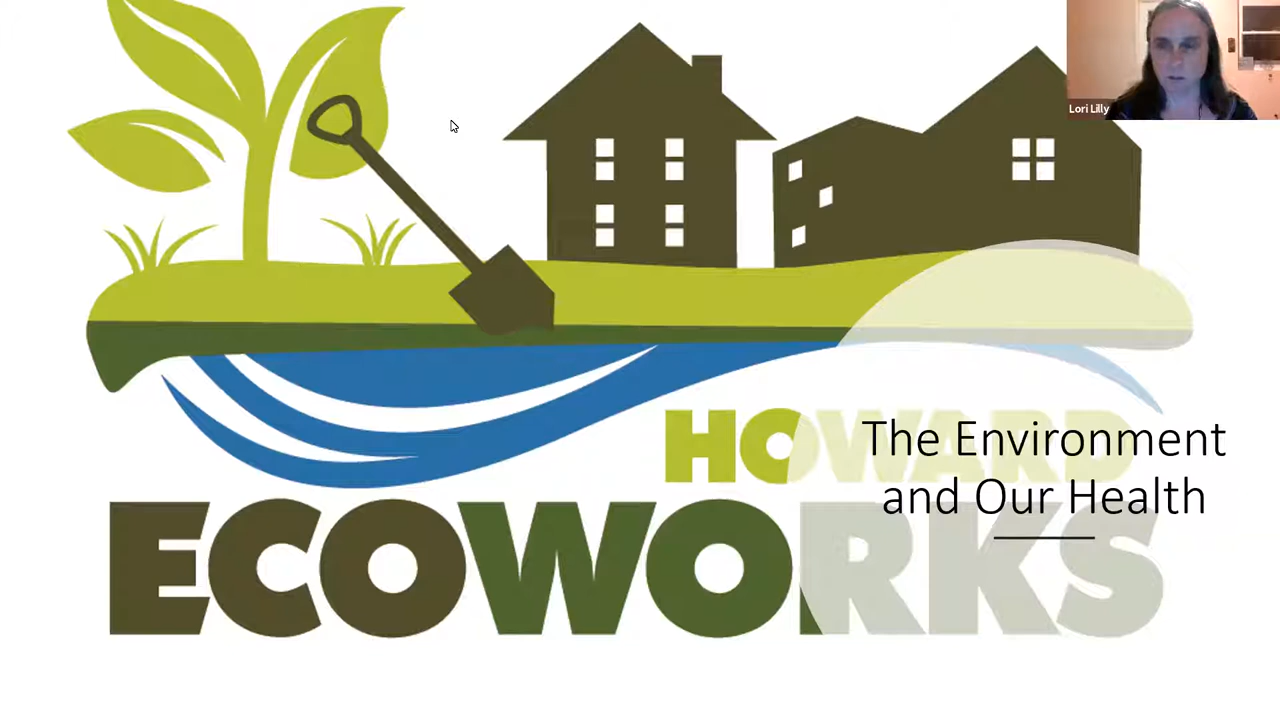 Lori Lilly
HOWARD
The Environment
and Our Health
ECOWORKS